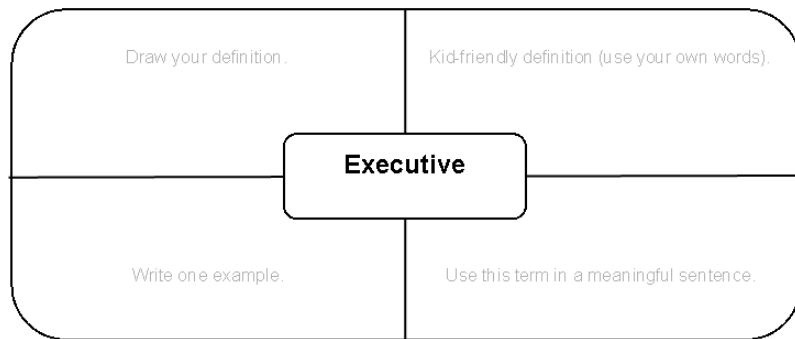 Draw your definition.
Kid-friendly definition (use your own words).
Executive
Write one example.
Use this term in a meaningful sentence.